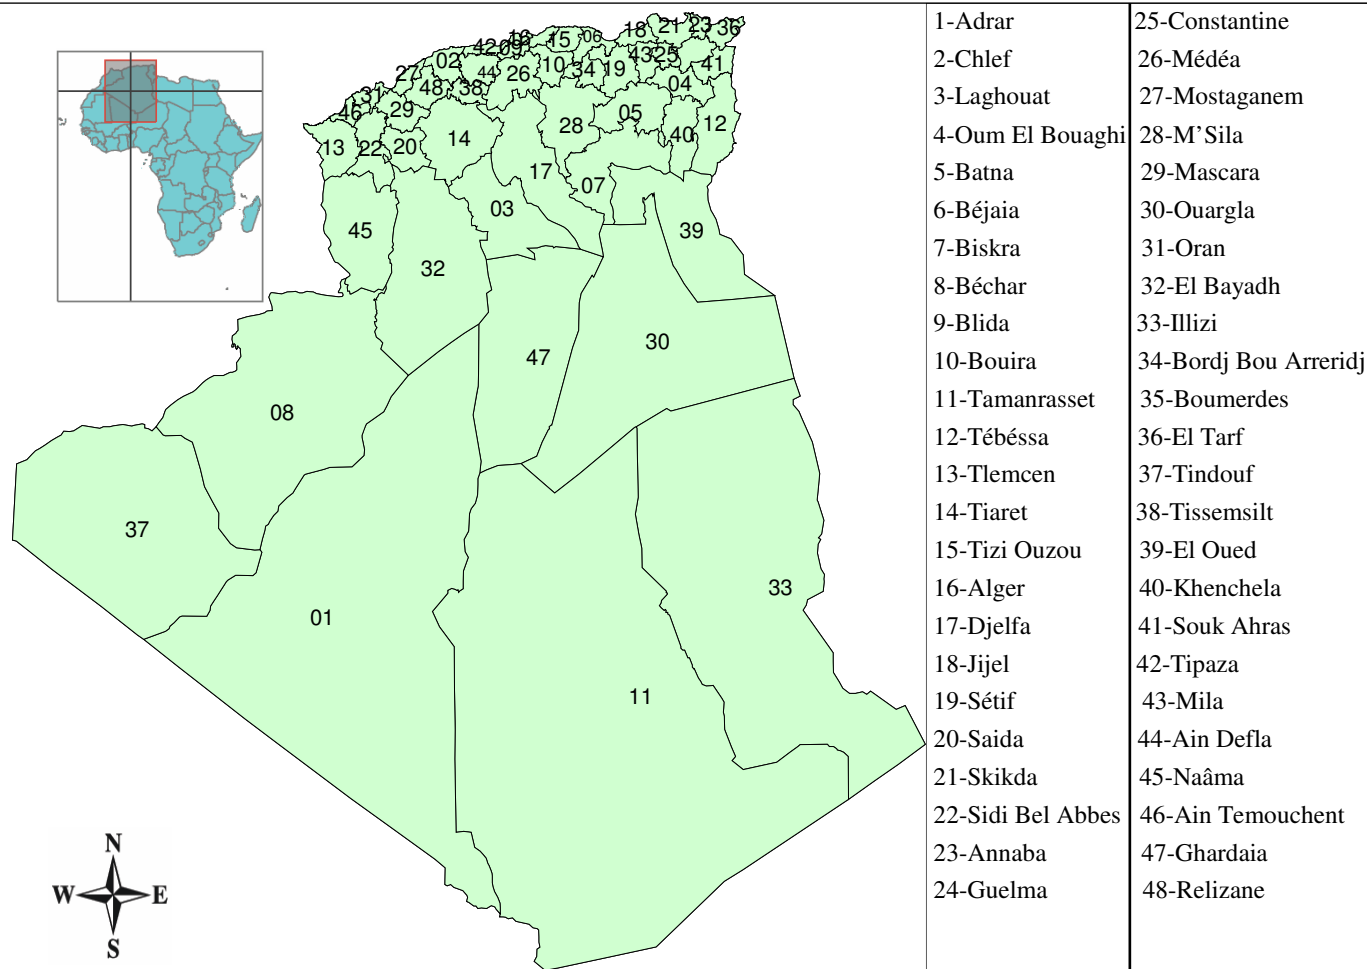 18 21 23 36
16 15 06
42 09 43 25
02 44 26 10 34 19 41
27 48 38 04
31
46 29 05
14 28 12
13 22 20 40
17 07
03
45 39
32
47 30
08
37
01 33
11
N
W E
S
1-Adrar
2-Chlef
3-Laghouat
4-Oum El Bouaghi
5-Batna
6-Béjaia
7-Biskra
8-Béchar
9-Blida
10-Bouira
11-Tamanrasset
12-Tébéssa
13-Tlemcen
14-Tiaret
15-Tizi Ouzou
16-Alger
17-Djelfa
18-Jijel
19-Sétif
20-Saida
21-Skikda
22-Sidi Bel Abbes
23-Annaba
24-Guelma
25-Constantine
26-Médéa
27-Mostaganem
28-M’Sila
29-Mascara
30-Ouargla
31-Oran
32-El Bayadh
33-Illizi
34-Bordj Bou Arreridj
35-Boumerdes
36-El Tarf
37-Tindouf
38-Tissemsilt
39-El Oued
40-Khenchela
41-Souk Ahras
42-Tipaza
43-Mila
44-Ain Defla
45-Naâma
46-Ain Temouchent
47-Ghardaia
48-Relizane